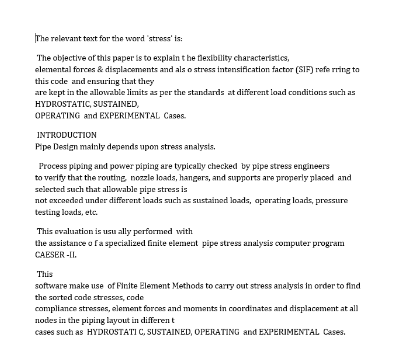 The relevant text for the word 'stress' is:
The objective of this paper is to explain t he flexibility characteristics,
elemental forces & displacements and als o stress intensification factor (SIF) refe rring to
this code  and ensuring that they
are kept in the allowable limits as per the standards  at different load conditions such as
HYDROSTATIC, SUSTAINED,
OPERATING  and EXPERIMENTAL  Cases.
INTRODUCTION
Pipe Design mainly depends upon stress analysis.
Process piping and power piping are typically checked  by pipe stress engineers
to verify that the routing,  nozzle loads, hangers, and supports are properly placed  and
selected such that allowable pipe stress is
not exceeded under different loads such as sustained loads,  operating loads, pressure
testing loads, etc.
This evaluation is usu ally performed  with
the assistance o f a specialized finite element  pipe stress analysis computer program
CAESER -II.
This
software make use  of Finite Element Methods to carry out stress analysis in order to find
the sorted code stresses, code
compliance stresses, element forces and moments in coordinates and displacement at all
nodes in the piping layout in differen t
cases such as  HYDROSTATI C, SUSTAINED, OPERATING  and EXPERIMENTAL  Cases.